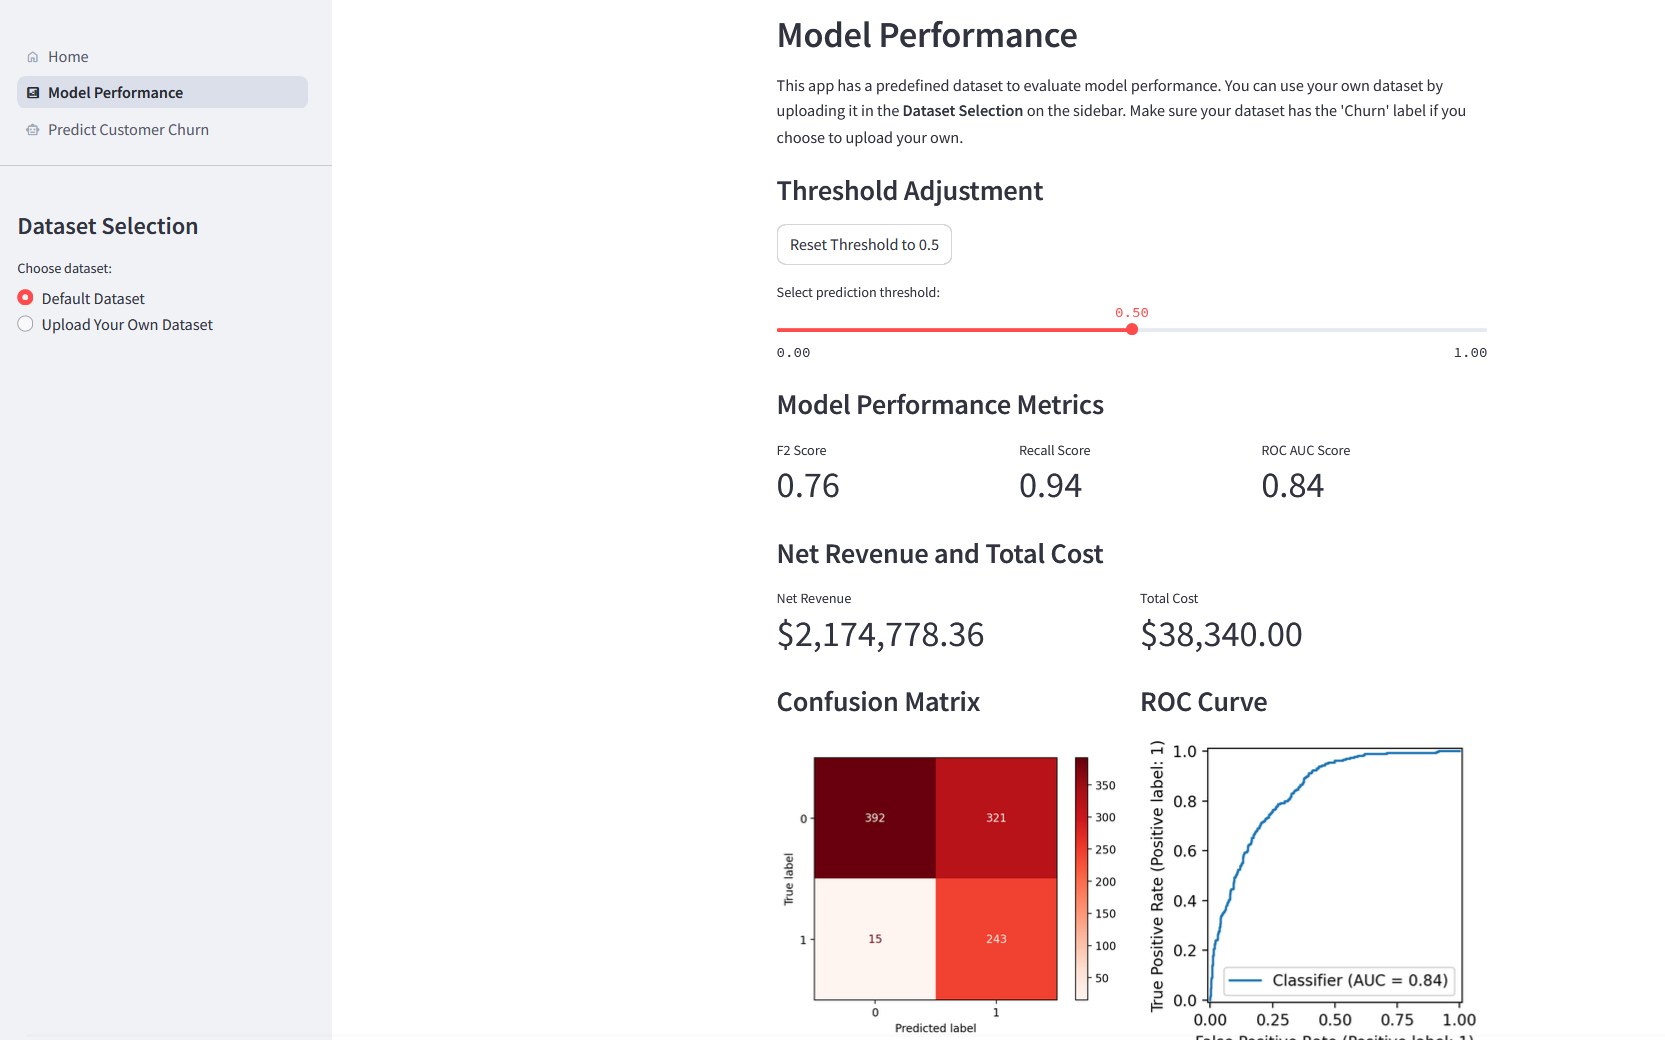 Home
Model Performance
Predict Customer Churn
Dataset Selection
Choose dataset:
Default Dataset
Upload Your Own Dataset
Model Performance
This app has a predefined dataset to evaluate model performance. You can use your own dataset by
uploading it in the Dataset Selection on the sidebar. Make sure your dataset has the 'Churn' label if you
choose to upload your own.
Threshold Adjustment
Reset Threshold to 0.5
Select prediction threshold:
0.50
0.00 1.00
Model Performance Metrics
F2 Score Recall Score ROC AUC Score
0.76 0.94 0.84
Net Revenue and Total Cost
Net Revenue Total Cost
$2,174,778.36 $38,340.00
Confusion Matrix
True label
0
1
392 321
15 243
0 1
Predicted label
350
300
250
200
150
100
50
ROC Curve
True Positive Rate (Positive label: 1)
1.0
0.8
0.6
0.4
0.2
0.0
Classifier (AUC = 0.84)
0.00 0.25 0.50 0.75 1.00
False Positive Rate (Positive label: 1)